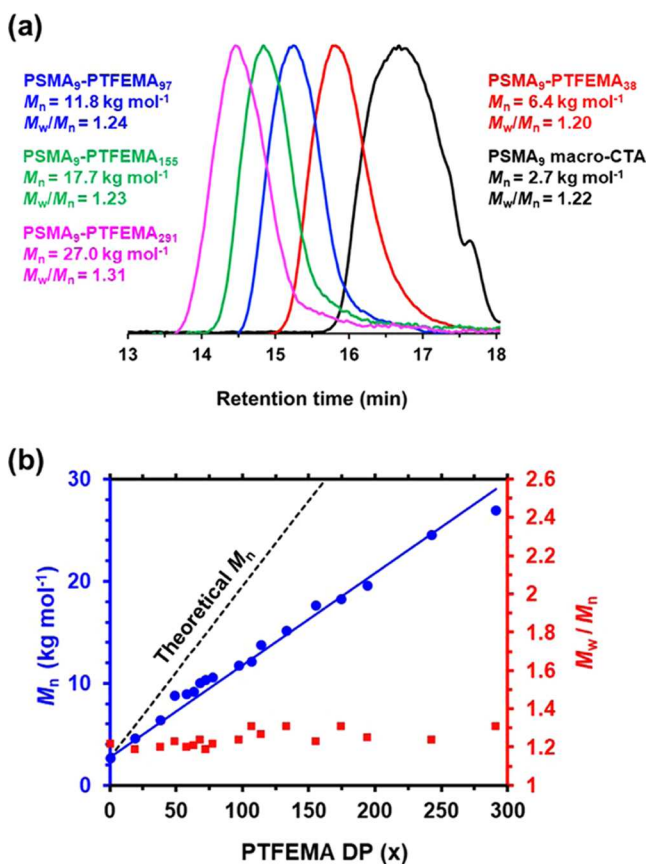 (a)
PSMA₉-PTFEMA₉₇
Mn = 11.8 kg mol⁻¹
Mw/Mn = 1.24
PSMA₉-PTFEMA₁₅₅
Mn = 17.7 kg mol⁻¹
Mw/Mn = 1.23
PSMA₉-PTFEMA₂₉₁
Mn = 27.0 kg mol⁻¹
Mw/Mn = 1.31
PSMA₉-PTFEMA₃₈
Mn = 6.4 kg mol⁻¹
Mw/Mn = 1.20
PSMA₉ macro-CTA
Mn = 2.7 kg mol⁻¹
Mw/Mn = 1.22
13 14 15 16 17 18
Retention time (min)
(b)
30
20
10
0
Mn (kg mol⁻¹)
Theoretical Mn
2.6
2.4
2.2
2
1.8
1.6
1.4
1.2
1
Mw / Mn
0 50 100 150 200 250 300
PTFEMA DP (x)